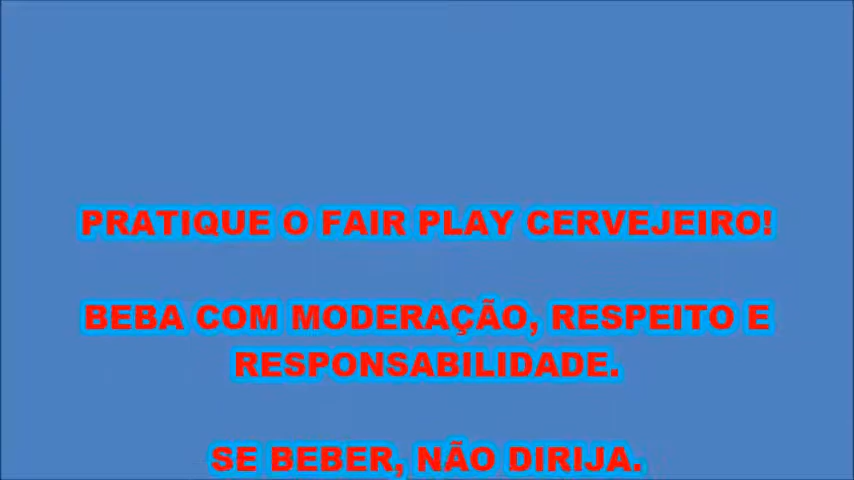 PRATIQUE O FAIR PLAY CERVEJEIRO!
BEBA COM MODERAÇÃO, RESPEITO E
RESPONSABILIDADE.
SE BEBER, NÃO DIRIJA.